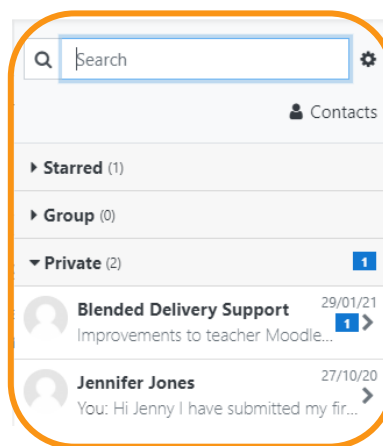 Search
Contacts
Starred (1)
Group (0)
Private (2) 1
Blended Delivery Support 29/01/21
Improvements to teacher Moodle... 1
Jennifer Jones 27/10/20
You: Hi Jenny I have submitted my fir...